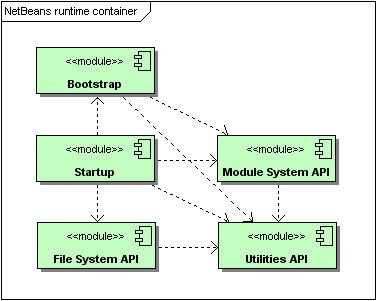 NetBeans runtime container
<<module>>
Bootstrap
<<module>>
Startup
<<module>>
Module System API
<<module>>
File System API
<<module>>
Utilities API